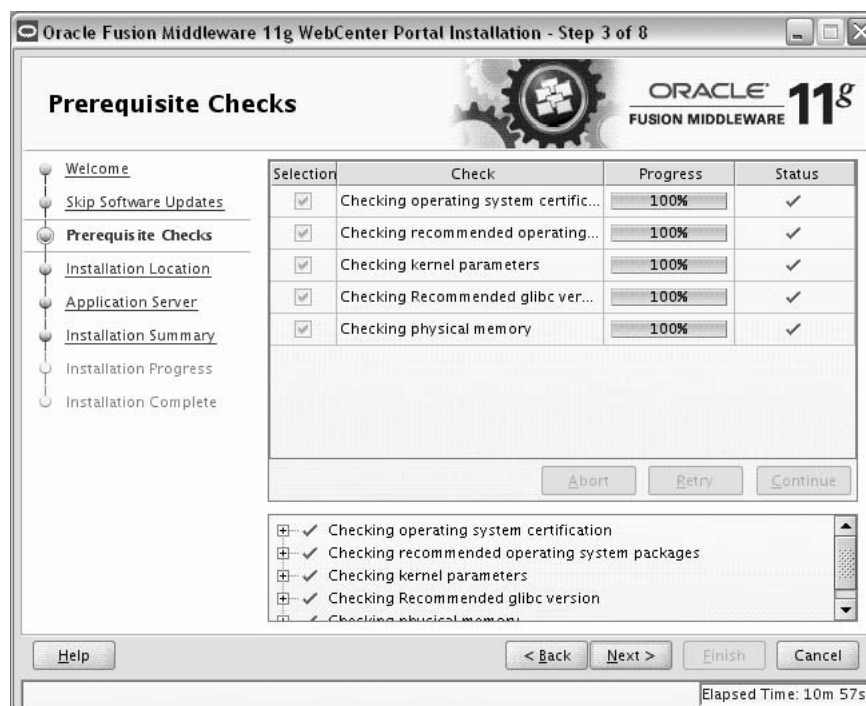 Oracle Fusion Middleware 11g WebCenter Portal Installation - Step 3 of 8
Prerequisite Checks
ORACLE
FUSION MIDDLEWARE
11g
Welcome
Skip Software Updates
Prerequisite Checks
Installation Location
Application Server
Installation Summary
Installation Progress
Installation Complete
Selection Check Progress Status
Checking operating system certific... 100%
Checking recommended operating... 100%
Checking kernel parameters 100%
Checking Recommended glibc ver... 100%
Checking physical memory 100%
Abort Retry Continue
Checking operating system certification
Checking recommended operating system packages
Checking kernel parameters
Checking Recommended glibc version
Checking physical memory
Help < Back Next > Finish Cancel
Elapsed Time: 10m 57s